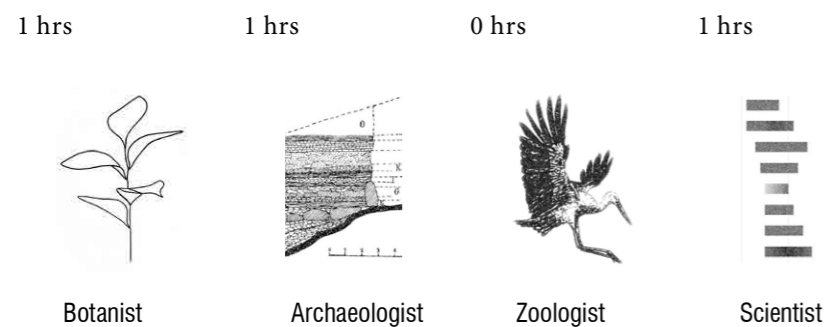 1 hrs
1 hrs
0 hrs
1 hrs
e
Botanist
Archaeologist
Zoologist
Scientist